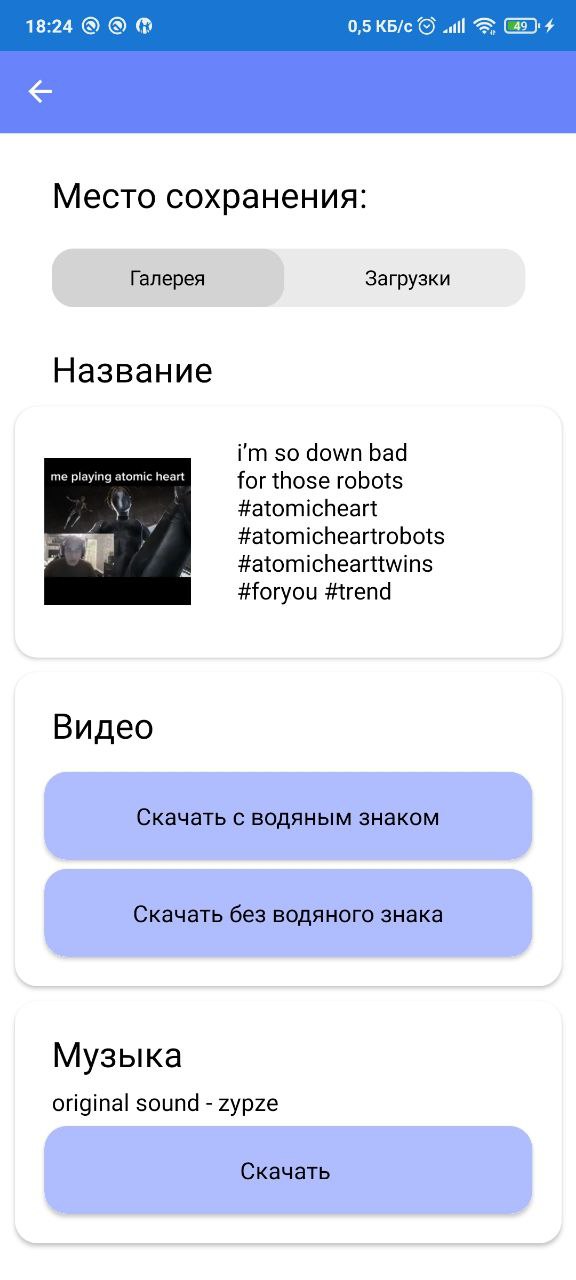 18:24 0,5 КБ/с 49
Место сохранения:
Галерея Загрузки
Название
me playing atomic heart
i’m so down bad
for those robots
#atomicheart
#atomicheartrobots
#atomichearttwins
#foryou #trend
Видео
Скачать с водяным знаком
Скачать без водяного знака
Музыка
original sound - zypze
Скачать